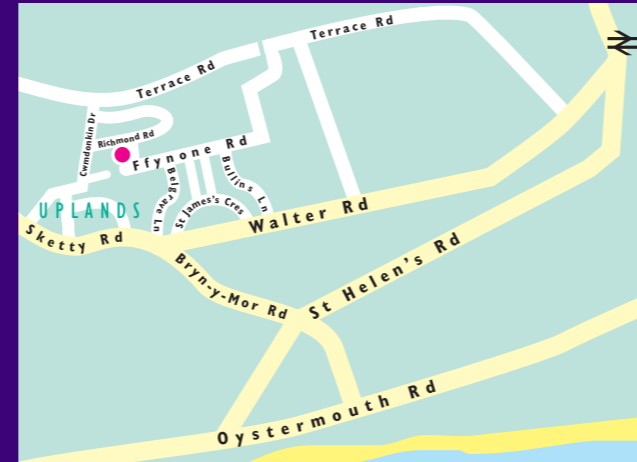 Terrace Rd
Terrace Rd
Cwmdonkin Dr
Richmond Rd
Ffynone Rd
Belgrave Ln
St James's Cres
Bullins Ln
UPLANDS
Walter Rd
Sketty Rd
Bryn-y-Mor Rd
St Helen's Rd
Oystermouth Rd